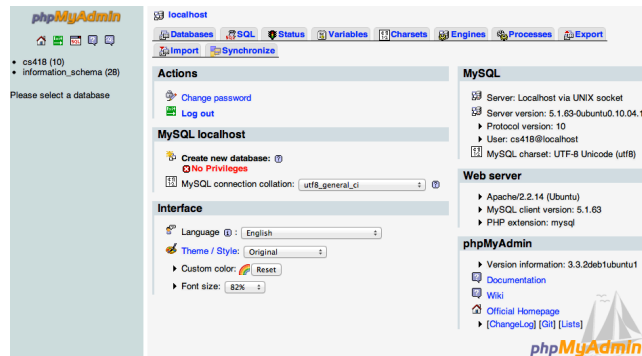 phpMyAdmin
cs418 (10)
information_schema (28)
Please select a database
localhost
Databases SQL Status Variables Charsets Engines Processes Export
Import Synchronize
Actions
Change password
Log out
MySQL localhost
Create new database:
No Privileges
MySQL connection collation: utf8_general_ci
Interface
Language : English
Theme / Style: Original
Custom color: Reset
Font size: 82%
MySQL
Server: Localhost via UNIX socket
Server version: 5.1.63-0ubuntu0.10.04.1
Protocol version: 10
User: cs418@localhost
MySQL charset: UTF-8 Unicode (utf8)
Web server
Apache/2.2.14 (Ubuntu)
MySQL client version: 5.1.63
PHP extension: mysql
phpMyAdmin
Version information: 3.3.2deb1ubuntu1
Documentation
Wiki
Official Homepage
[ChangeLog] [Git] [Lists]
phpMyAdmin